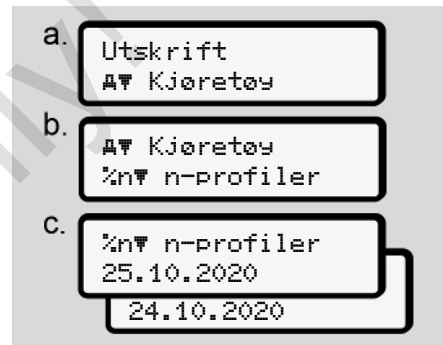 a.
Utskrift
A▼ Kjøretøy
b.
A▼ Kjøretøy
%n▼ n-profiler
c.
%n▼ n-profiler
25.10.2020
24.10.2020